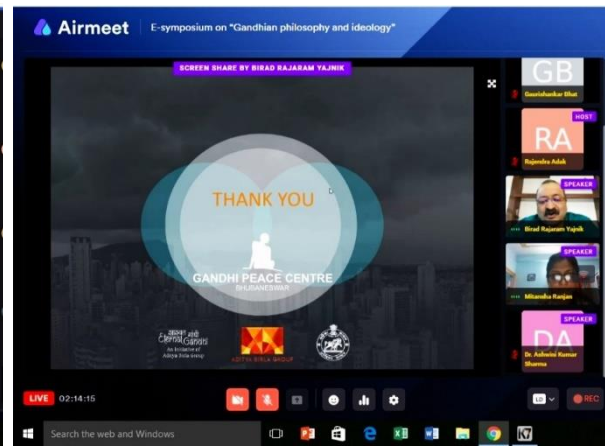 Airmeet
E-symposium on "Gandhian philosophy and ideology"
SCREEN SHARE BY BIRAD RAJARAM YAJNIK
THANK YOU
GANDHI PEACE CENTRE
BHUBANESWAR
Eternal Gandhi
An Initiative of
Aditya Birla Group
ADITYA BIRLA GROUP
GB
Gaurishankar Bhat
HOST
RA
Rajendra Adak
SPEAKER
Birad Rajaram Yajnik
SPEAKER
Mitansha Ranjan
SPEAKER
DA
Dr. Ashwini Kumar
Sharma
LIVE 02:14:15
LD
REC
Search the web and Windows
K7